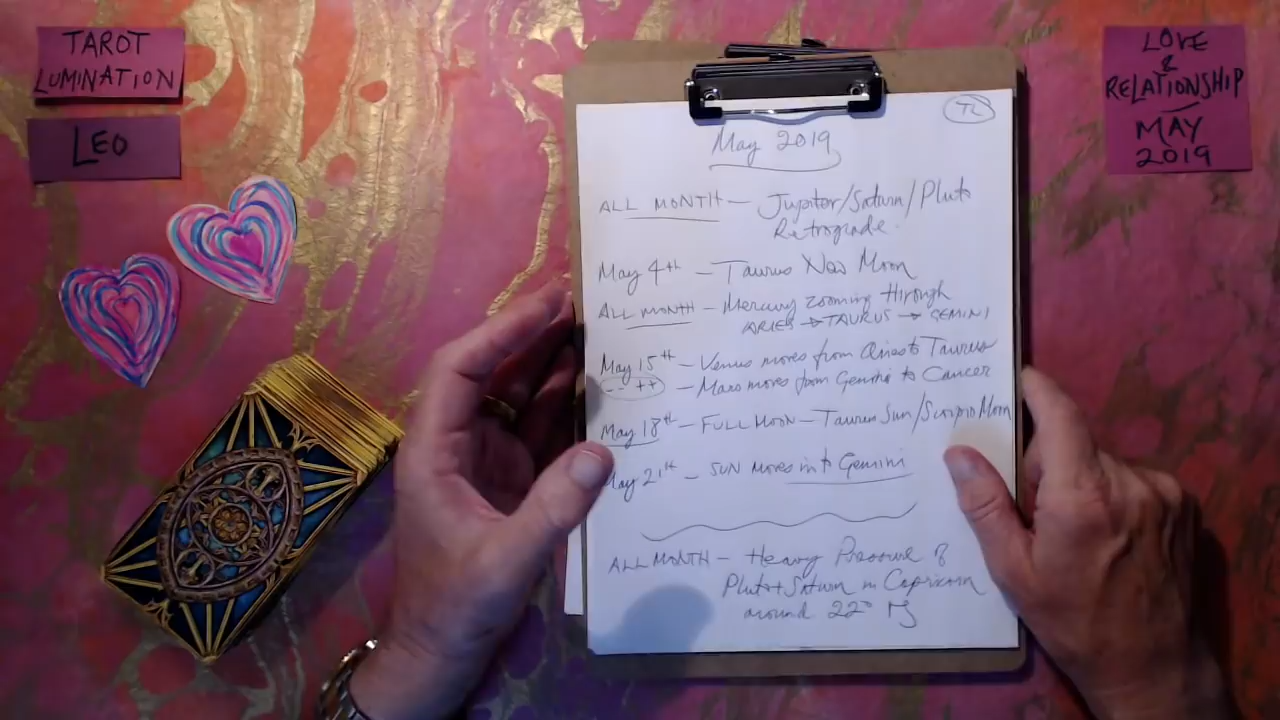 TAROT
LUMINATION
LEO
LOVE
&
RELATIONSHIP
MAY
2019
TL
May 2019
ALL MONTH — Jupiter/Saturn/Pluto
Retrograde.
May 4th — Taurus New Moon
ALL MONTH — Mercury zooming through
ARIES → TAURUS → GEMINI
May 15th — Venus moves from Aries to Taurus
-- ++ — Mars moves from Gemini to Cancer
May 18th — FULL MOON — Taurus Sun/Scorpio Moon
May 21st — SUN MOVES into Gemini
ALL MONTH — Heavy Pressure of
Pluto + Saturn in Capricorn
around 22°